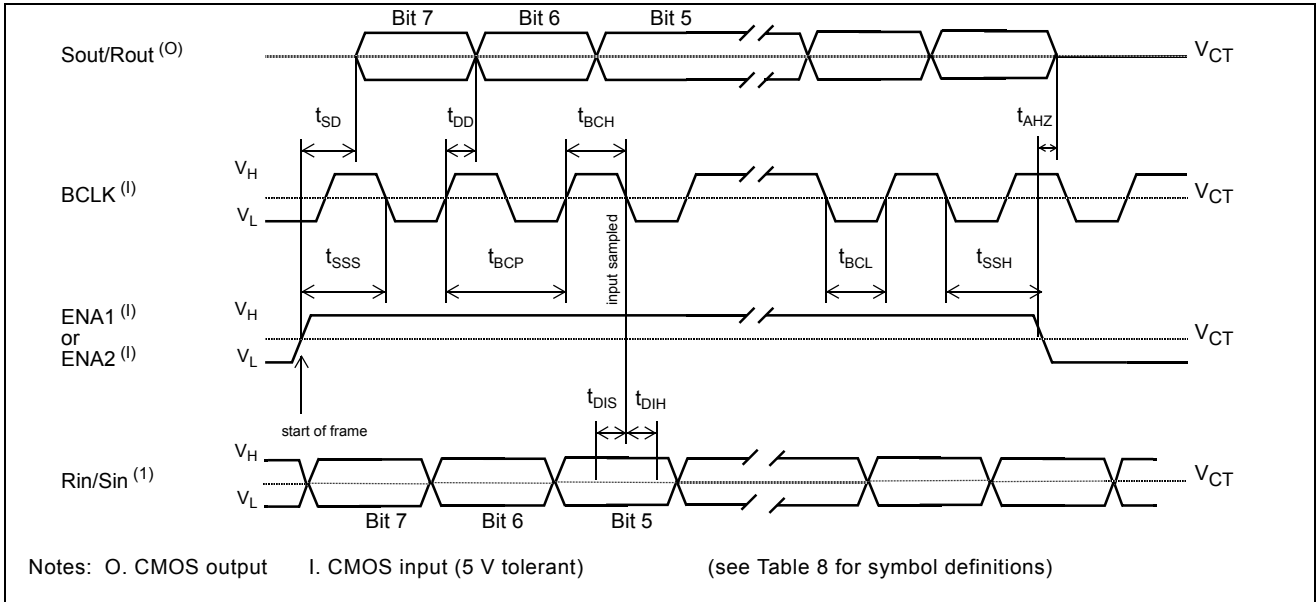 Bit 7 Bit 6 Bit 5
Sout/Rout (O) VCT
tSD tDD tBCH tAHZ
VH
BCLK (I) VCT
VL
tSSS tBCP input sampled tBCL tSSH
ENA1 (I) VH
or VCT
ENA2 (I) VL
tDIS tDIH
start of frame
VH
Rin/Sin (1) VCT
VL
Bit 7 Bit 6 Bit 5
Notes: O. CMOS output I. CMOS input (5 V tolerant) (see Table 8 for symbol definitions)